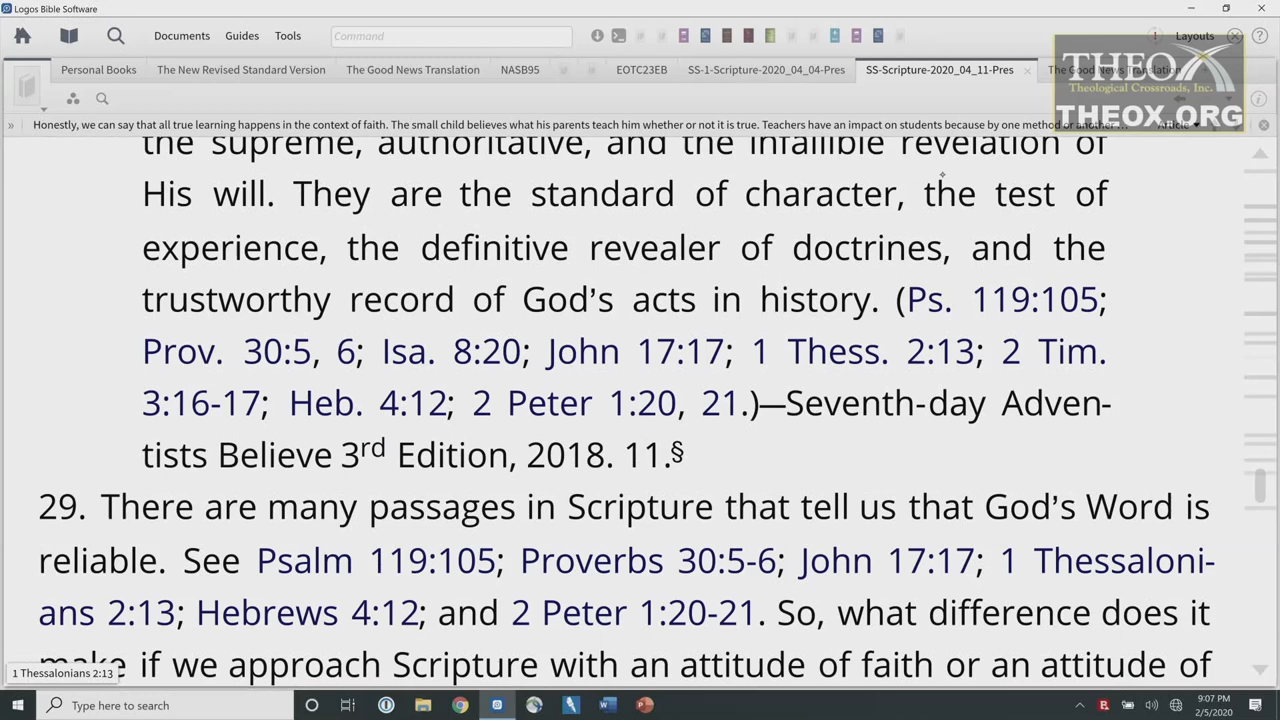 Logos Bible Software
Documents Guides Tools Command Layouts
THEOX
Theological Crossroads, Inc.
THEOX.ORG
Personal Books The New Revised Standard Version NASB95 EOTC23EB SS-1-Scripture-2020_04_04-Pres SS-Scripture-2020_04_11-Pres The Good News Translation
» Honestly, we can say that all true learning happens in the context of faith. The small child believes what his parents teach him whether or not it is true. Teachers have an impact on students because by one method or another ... Article
the supreme, authoritative, and the infallible revelation of
His will. They are the standard of character, the test of
experience, the definitive revealer of doctrines, and the
trustworthy record of God’s acts in history. (Ps. 119:105;
Prov. 30:5, 6; Isa. 8:20; John 17:17; 1 Thess. 2:13; 2 Tim.
3:16-17; Heb. 4:12; 2 Peter 1:20, 21.)—Seventh-day Adven-
tists Believe 3rd Edition, 2018. 11.§
29. There are many passages in Scripture that tell us that God’s Word is
reliable. See Psalm 119:105; Proverbs 30:5-6; John 17:17; 1 Thessaloni-
ans 2:13; Hebrews 4:12; and 2 Peter 1:20-21. So, what difference does it
make if we approach Scripture with an attitude of faith or an attitude of
1 Thessalonians 2:13
Type here to search
9:07 PM
2/5/2020